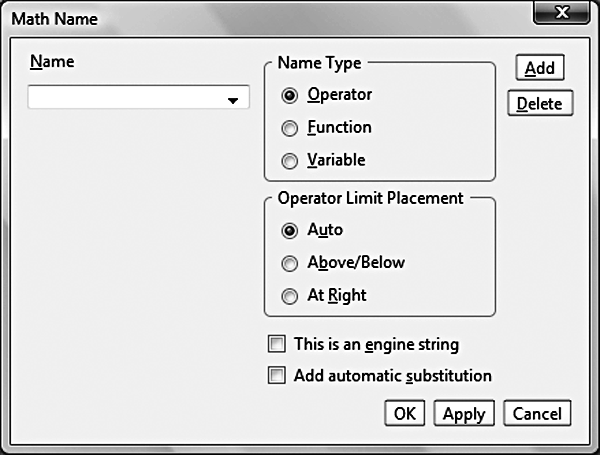 Math Name
X
Name
Name Type
Operator
Function
Variable
Add
Delete
Operator Limit Placement
Auto
Above/Below
At Right
This is an engine string
Add automatic substitution
OK Apply Cancel